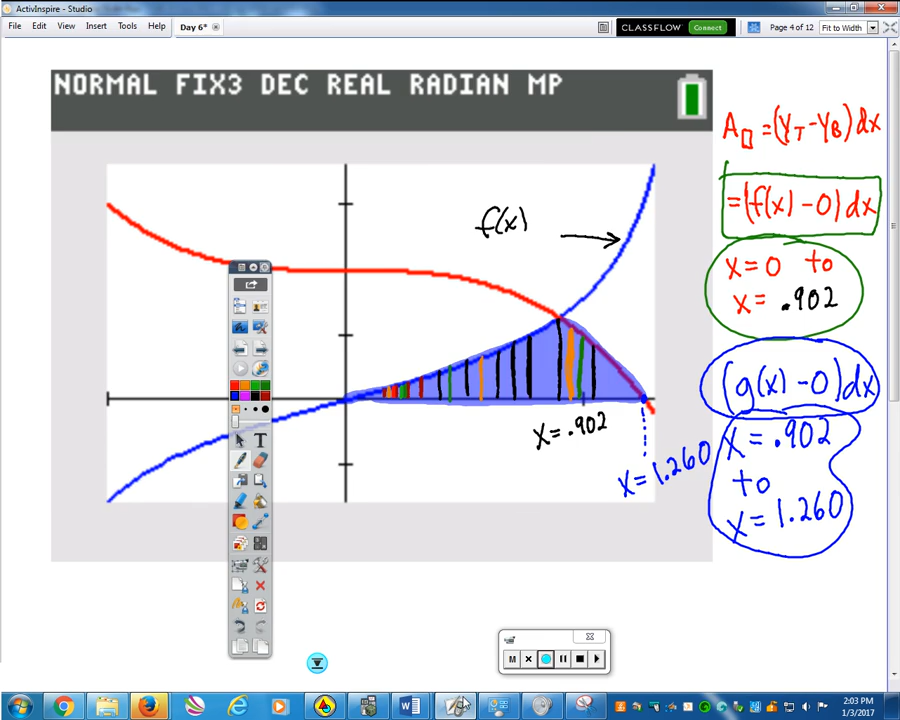 ActivInspire - Studio
File Edit View Insert Tools Help
Day 6*
CLASSFLOW Connect
Page 4 of 12
Fit to Width
NORMAL FIX3 DEC REAL RADIAN MP
f(x)
x = .902
x = 1.260
A▯ = (y_T - y_B) dx
= (f(x) - 0) dx
x = 0 to
x = .902
(g(x) - 0) dx
x = .902
to
x = 1.260
T
M
W
2:03 PM
1/3/2017